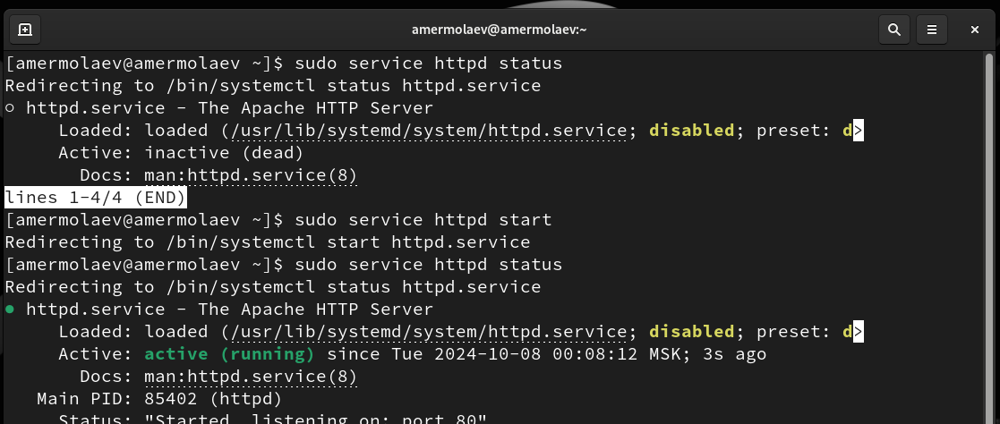 amermolaev@amermolaev:~
[amermolaev@amermolaev ~]$ sudo service httpd status
Redirecting to /bin/systemctl status httpd.service
○ httpd.service - The Apache HTTP Server
     Loaded: loaded (/usr/lib/systemd/system/httpd.service; disabled; preset: d>
     Active: inactive (dead)
       Docs: man:httpd.service(8)
lines 1-4/4 (END)
[amermolaev@amermolaev ~]$ sudo service httpd start
Redirecting to /bin/systemctl start httpd.service
[amermolaev@amermolaev ~]$ sudo service httpd status
Redirecting to /bin/systemctl status httpd.service
● httpd.service - The Apache HTTP Server
     Loaded: loaded (/usr/lib/systemd/system/httpd.service; disabled; preset: d>
     Active: active (running) since Tue 2024-10-08 00:08:12 MSK; 3s ago
       Docs: man:httpd.service(8)
   Main PID: 85402 (httpd)
     Status: "Started, listening on: port 80"